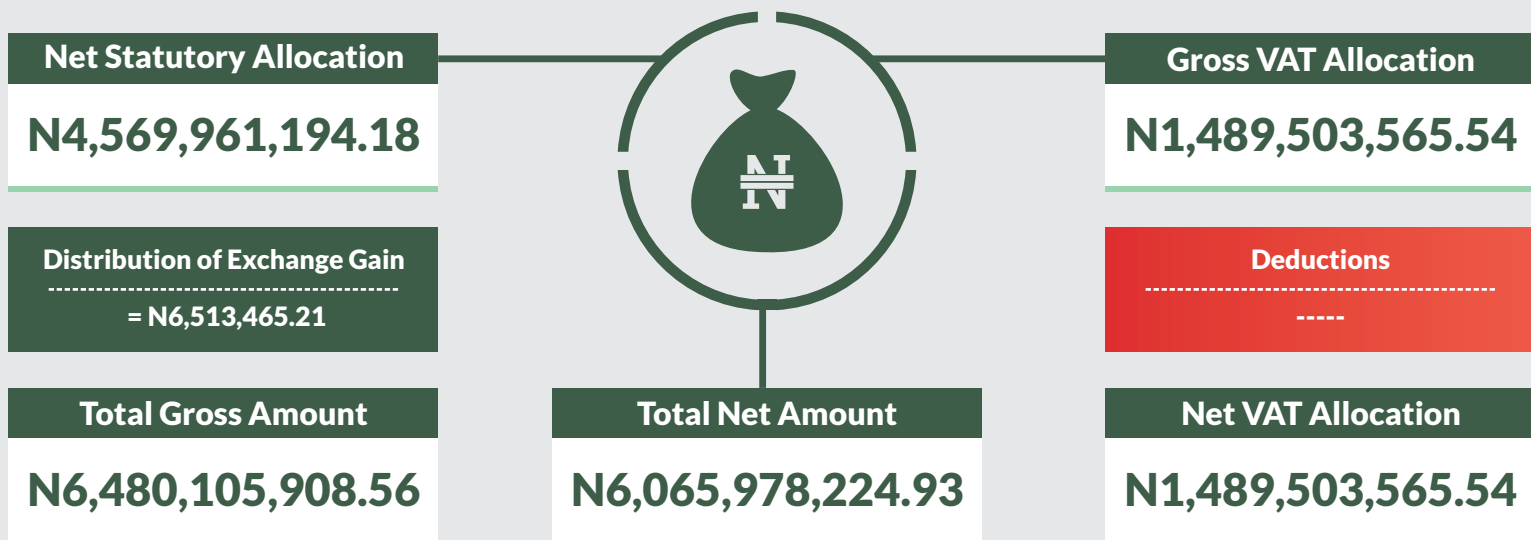 Net Statutory Allocation
N4,569,961,194.18
Distribution of Exchange Gain
--------------------------------------------
= N6,513,465.21
Total Gross Amount
N6,480,105,908.56
₦
Total Net Amount
N6,065,978,224.93
Gross VAT Allocation
N1,489,503,565.54
Deductions
--------------------------------------------
-----
Net VAT Allocation
N1,489,503,565.54